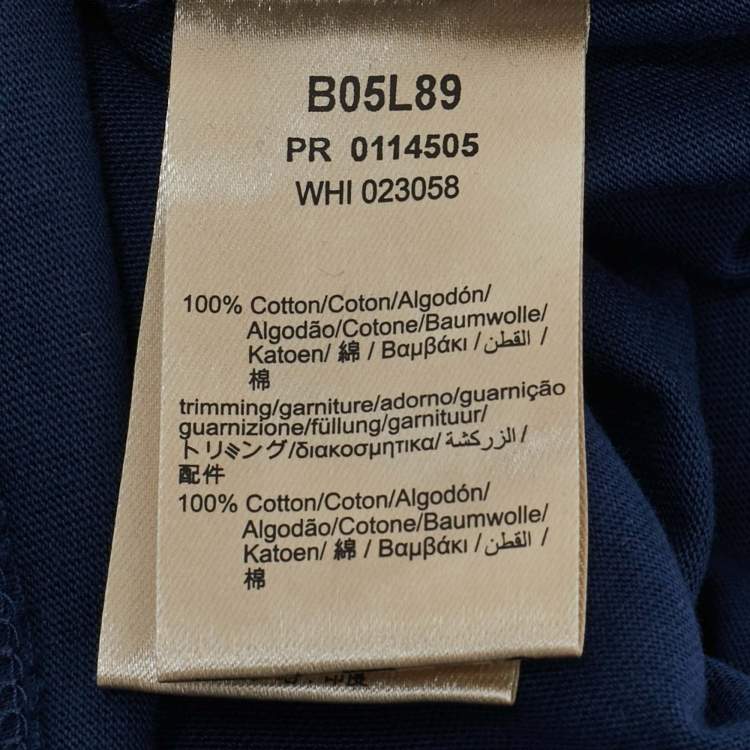 B05L89
PR 0114505
WHI 023058
100% Cotton/Coton/Algodón/
Algodão/Cotone/Baumwolle/
Katoen/ 綿 / Βαμβάκι / القطن /
棉
trimming/garniture/adorno/guarnição
guarnizione/füllung/garnituur/
トリミング/διακοσμητικα/ الزركشة /
配件
100% Cotton/Coton/Algodón/
Algodão/Cotone/Baumwolle/
Katoen/ 綿 / Βαμβάκι / القطن /
棉